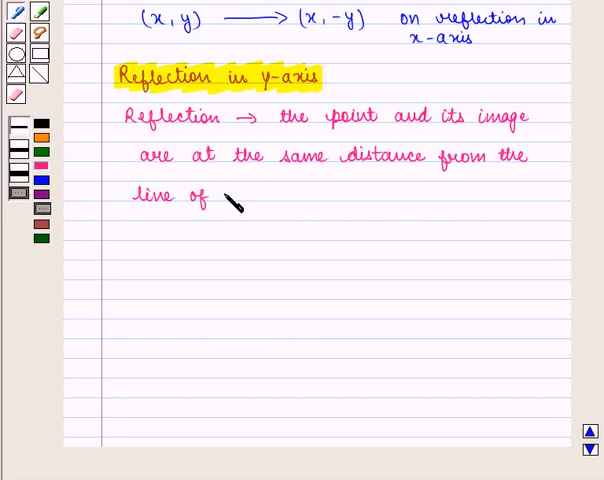 (x, y) ⟶ (x, -y) on reflection in
x-axis
Reflection in y-axis
Reflection → the point and its image
are at the same distance from the
line of